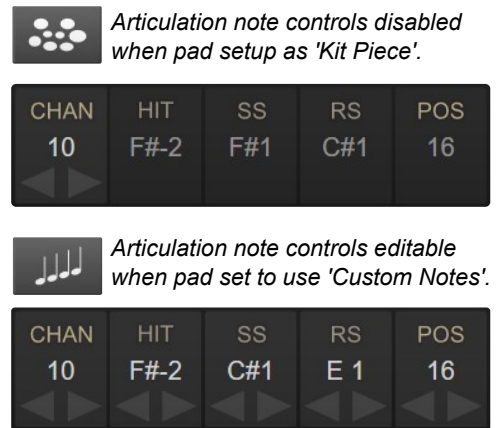 Articulation note controls disabled
when pad setup as 'Kit Piece'.
CHAN HIT SS RS POS
10 F#-2 F#1 C#1 16
Articulation note controls editable
when pad set to use 'Custom Notes'.
CHAN HIT SS RS POS
10 F#-2 C#1 E 1 16